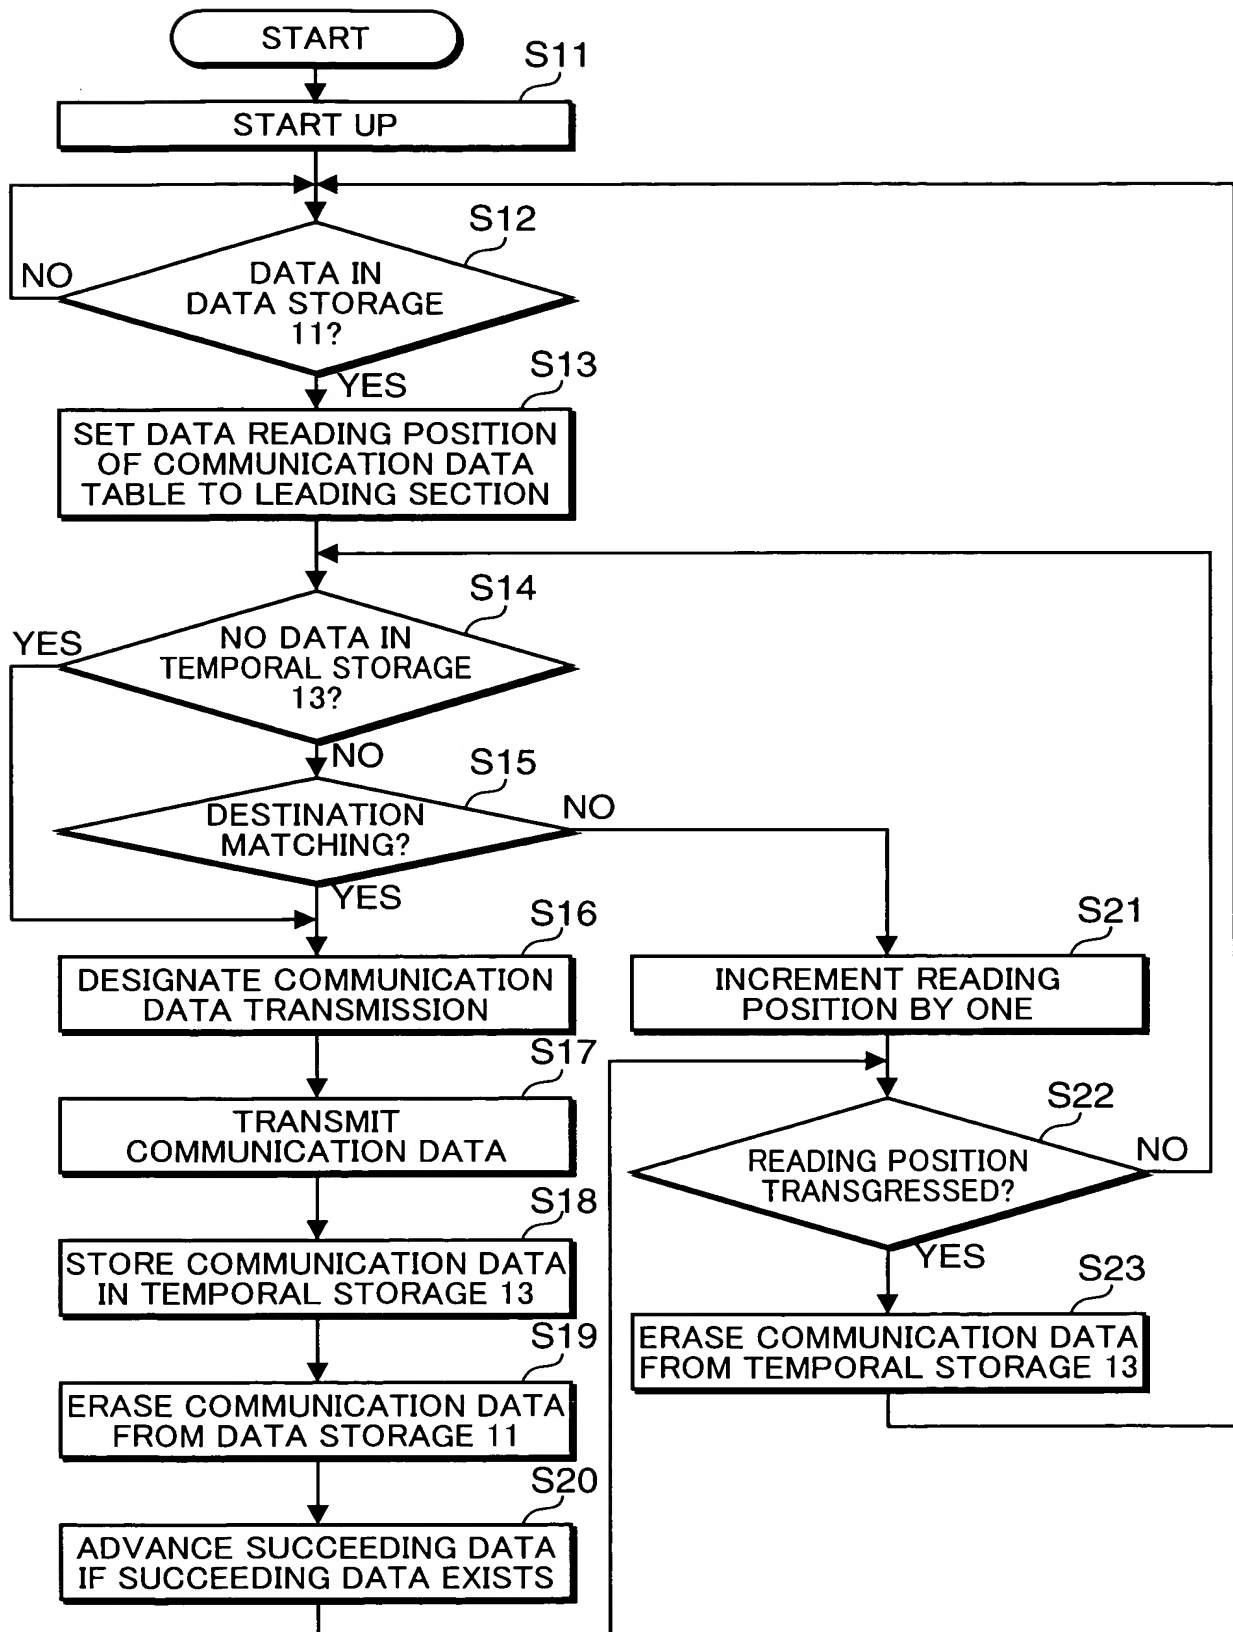 START
S11
START UP
S12
NO
DATA IN
DATA STORAGE
11?
YES
S13
SET DATA READING POSITION
OF COMMUNICATION DATA
TABLE TO LEADING SECTION
S14
YES
NO DATA IN
TEMPORAL STORAGE
13?
NO
S15
DESTINATION
MATCHING?
NO
YES
S16
DESIGNATE COMMUNICATION
DATA TRANSMISSION
S17
TRANSMIT
COMMUNICATION DATA
S18
STORE COMMUNICATION DATA
IN TEMPORAL STORAGE 13
S19
ERASE COMMUNICATION DATA
FROM DATA STORAGE 11
S20
ADVANCE SUCCEEDING DATA
IF SUCCEEDING DATA EXISTS
S21
INCREMENT READING
POSITION BY ONE
S22
READING POSITION
TRANSGRESSED?
NO
YES
S23
ERASE COMMUNICATION DATA
FROM TEMPORAL STORAGE 13